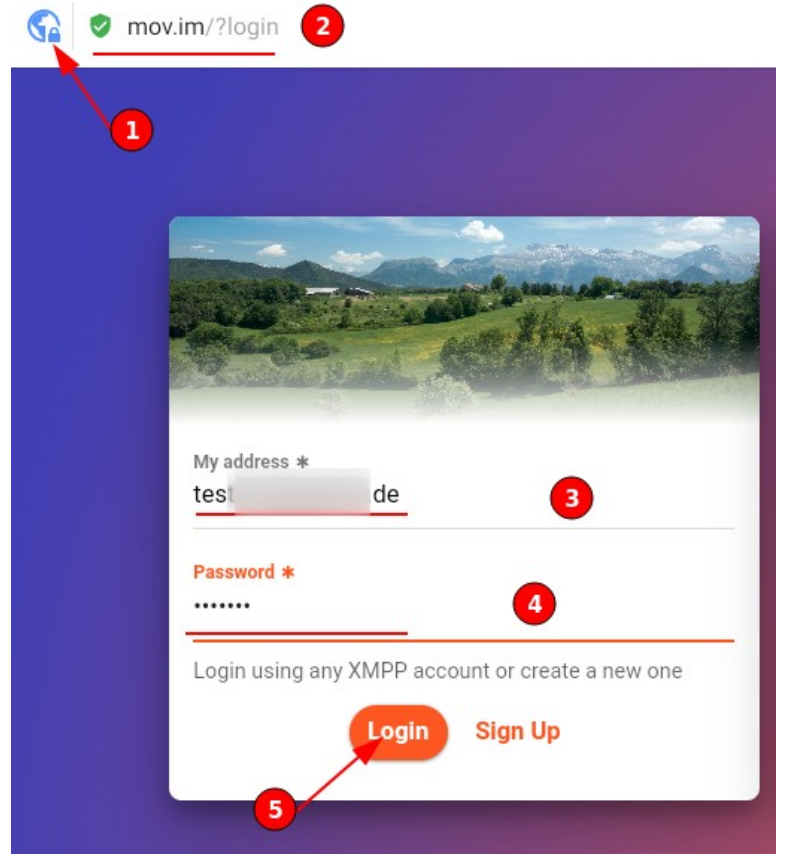 mov.im/?login 2
1
My address ✱
test de
3
Password ✱
•••••••
4
Login using any XMPP account or create a new one
Login Sign Up
5